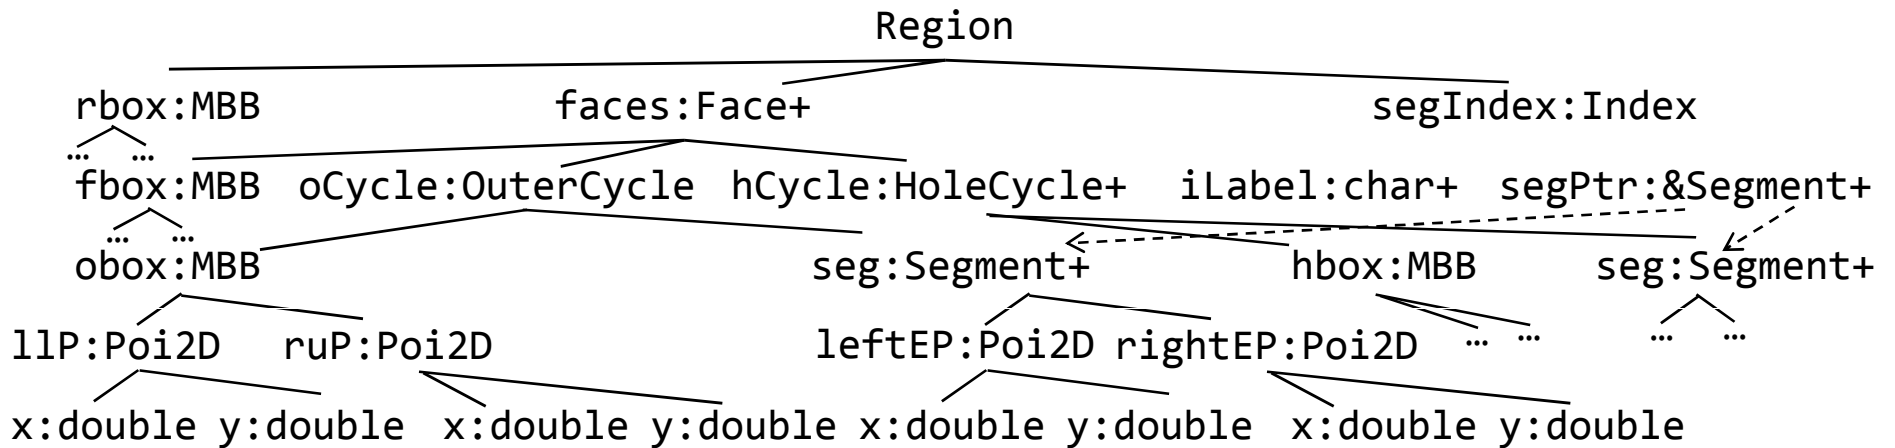 Region
rbox:MBB faces:Face+ segIndex:Index
... ...
fbox:MBB oCycle:OuterCycle hCycle:HoleCycle+ iLabel:char+ segPtr:&Segment+
... ...
obox:MBB seg:Segment+ hbox:MBB seg:Segment+
llP:Poi2D ruP:Poi2D leftEP:Poi2D rightEP:Poi2D ... ... ... ...
x:double y:double x:double y:double x:double y:double x:double y:double